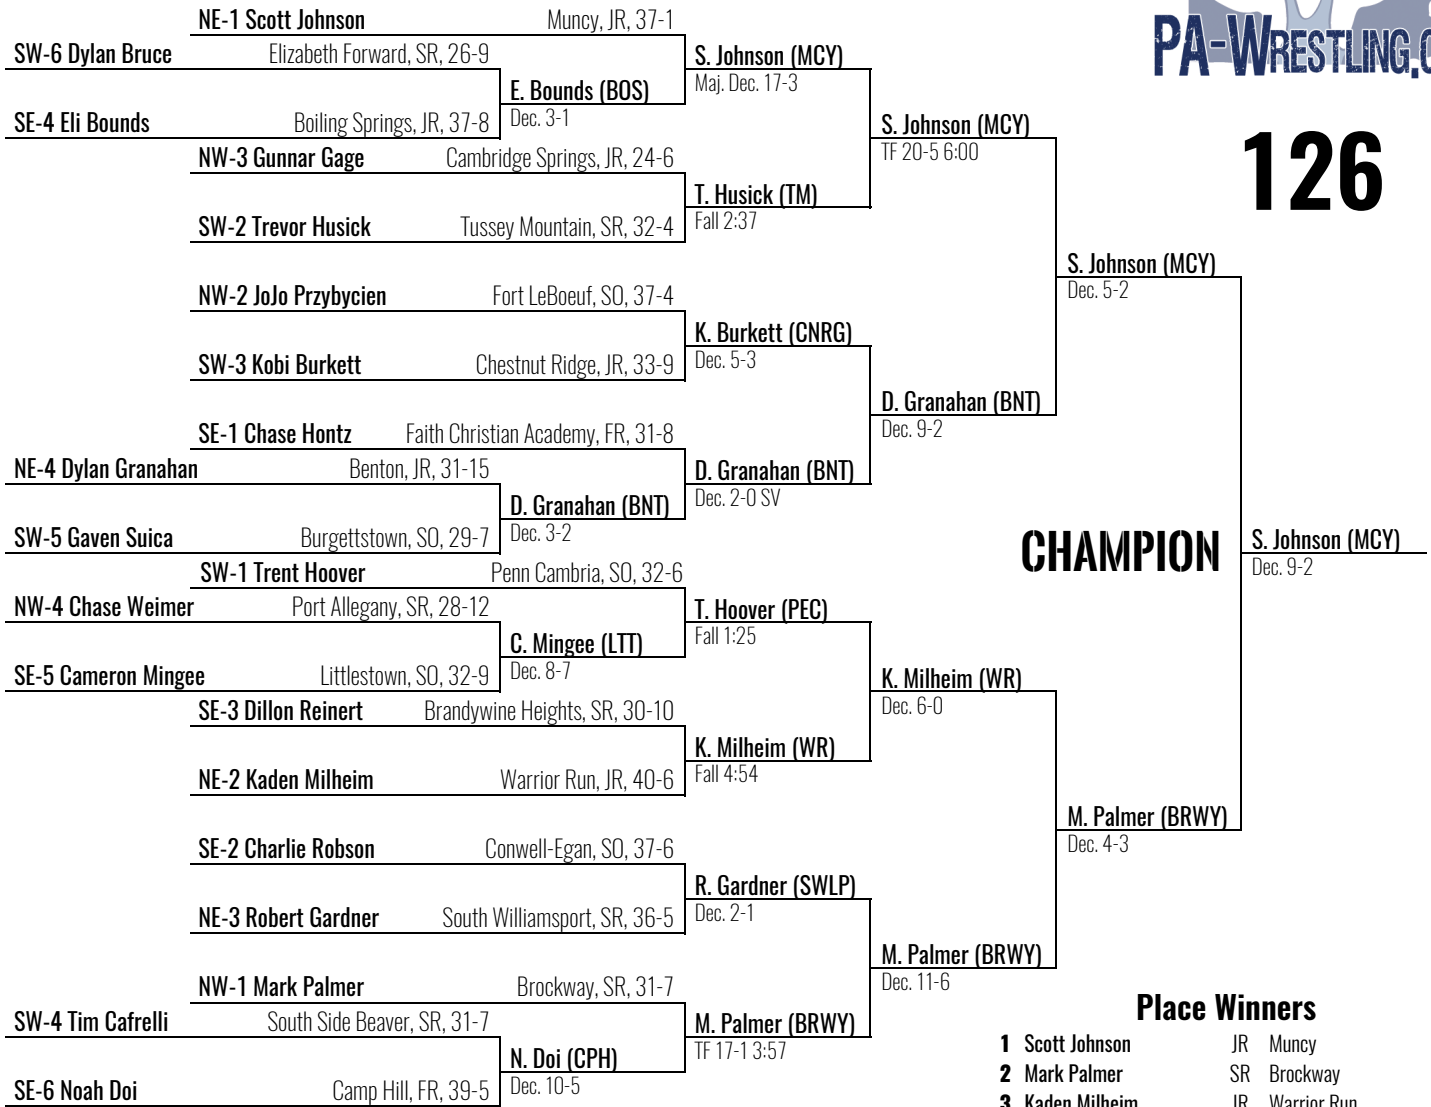 NE-1 Scott Johnson Muncy, JR, 37-1
SW-6 Dylan Bruce Elizabeth Forward, SR, 26-9
S. Johnson (MCY)
Maj. Dec. 17-3
E. Bounds (BOS)
Dec. 3-1
SE-4 Eli Bounds Boiling Springs, JR, 37-8
S. Johnson (MCY)
TF 20-5 6:00
NW-3 Gunnar Gage Cambridge Springs, JR, 24-6
T. Husick (TM)
Fall 2:37
SW-2 Trevor Husick Tussey Mountain, SR, 32-4
PA-WRESTLING.C
126
S. Johnson (MCY)
Dec. 5-2
NW-2 JoJo Przybycien Fort LeBoeuf, SO, 37-4
K. Burkett (CNRG)
Dec. 5-3
SW-3 Kobi Burkett Chestnut Ridge, JR, 33-9
D. Granahan (BNT)
Dec. 9-2
SE-1 Chase Hontz Faith Christian Academy, FR, 31-8
NE-4 Dylan Granahan Benton, JR, 31-15
D. Granahan (BNT)
Dec. 2-0 SV
D. Granahan (BNT)
Dec. 3-2
SW-5 Gaven Suica Burgettstown, SO, 29-7
CHAMPION
S. Johnson (MCY)
Dec. 9-2
SW-1 Trent Hoover Penn Cambria, SO, 32-6
NW-4 Chase Weimer Port Allegany, SR, 28-12
T. Hoover (PEC)
Fall 1:25
C. Mingee (LTT)
Dec. 8-7
SE-5 Cameron Mingee Littlestown, SO, 32-9
K. Milheim (WR)
Dec. 6-0
SE-3 Dillon Reinert Brandywine Heights, SR, 30-10
K. Milheim (WR)
Fall 4:54
NE-2 Kaden Milheim Warrior Run, JR, 40-6
M. Palmer (BRWY)
Dec. 4-3
SE-2 Charlie Robson Conwell-Egan, SO, 37-6
R. Gardner (SWLP)
Dec. 2-1
NE-3 Robert Gardner South Williamsport, SR, 36-5
M. Palmer (BRWY)
Dec. 11-6
NW-1 Mark Palmer Brockway, SR, 31-7
SW-4 Tim Cafrelli South Side Beaver, SR, 31-7
M. Palmer (BRWY)
TF 17-1 3:57
N. Doi (CPH)
Dec. 10-5
SE-6 Noah Doi Camp Hill, FR, 39-5
Place Winners
1 Scott Johnson JR Muncy
2 Mark Palmer SR Brockway
3 Kaden Milheim JR Warrior Run